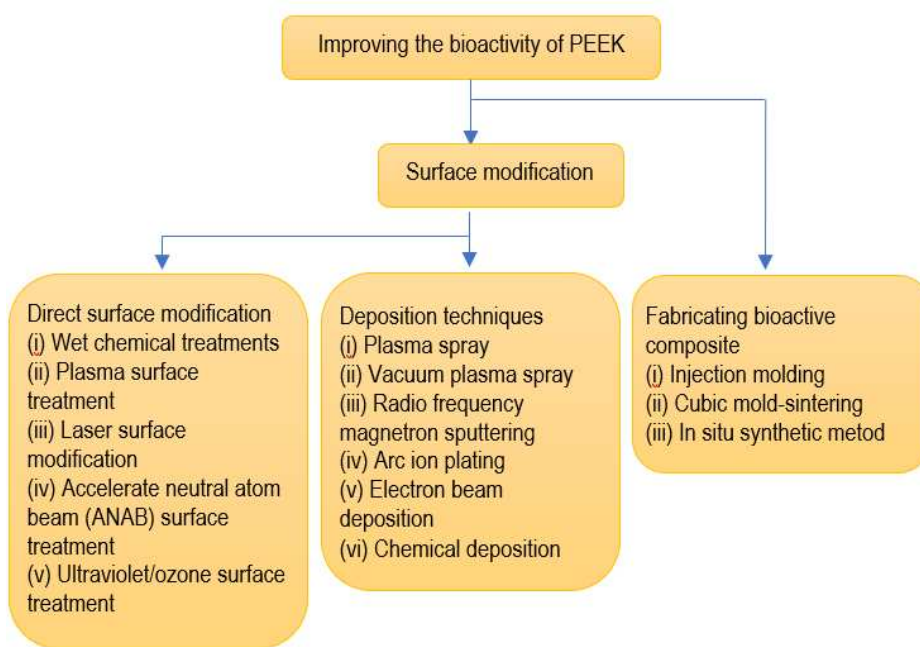 Improving the bioactivity of PEEK
Surface modification
Direct surface modification
(i) Wet chemical treatments
(ii) Plasma surface
treatment
(iii) Laser surface
modification
(iv) Accelerate neutral atom
beam (ANAB) surface
treatment
(v) Ultraviolet/ozone surface
treatment
Deposition techniques
(i) Plasma spray
(ii) Vacuum plasma spray
(iii) Radio frequency
magnetron sputtering
(iv) Arc ion plating
(v) Electron beam
deposition
(vi) Chemical deposition
Fabricating bioactive
composite
(i) Injection molding
(ii) Cubic mold-sintering
(iii) In situ synthetic metod